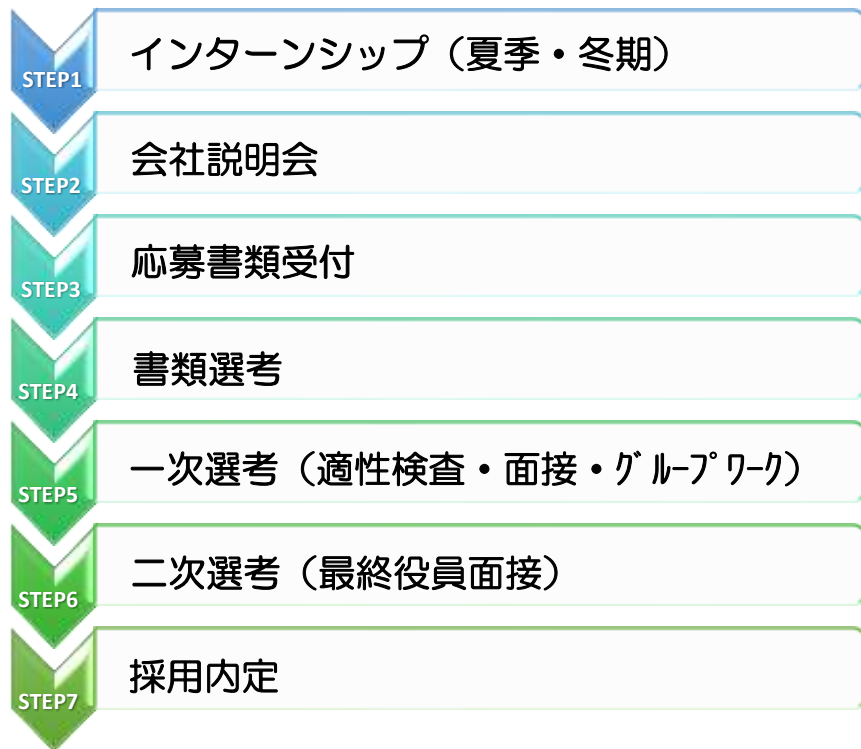 STEP1
インターンシップ（夏季・冬期）
STEP2
会社説明会
STEP3
応募書類受付
STEP4
書類選考
STEP5
一次選考（適性検査・面接・ｸﾞﾙｰﾌﾟﾜｰｸ）
STEP6
二次選考（最終役員面接）
STEP7
採用内定